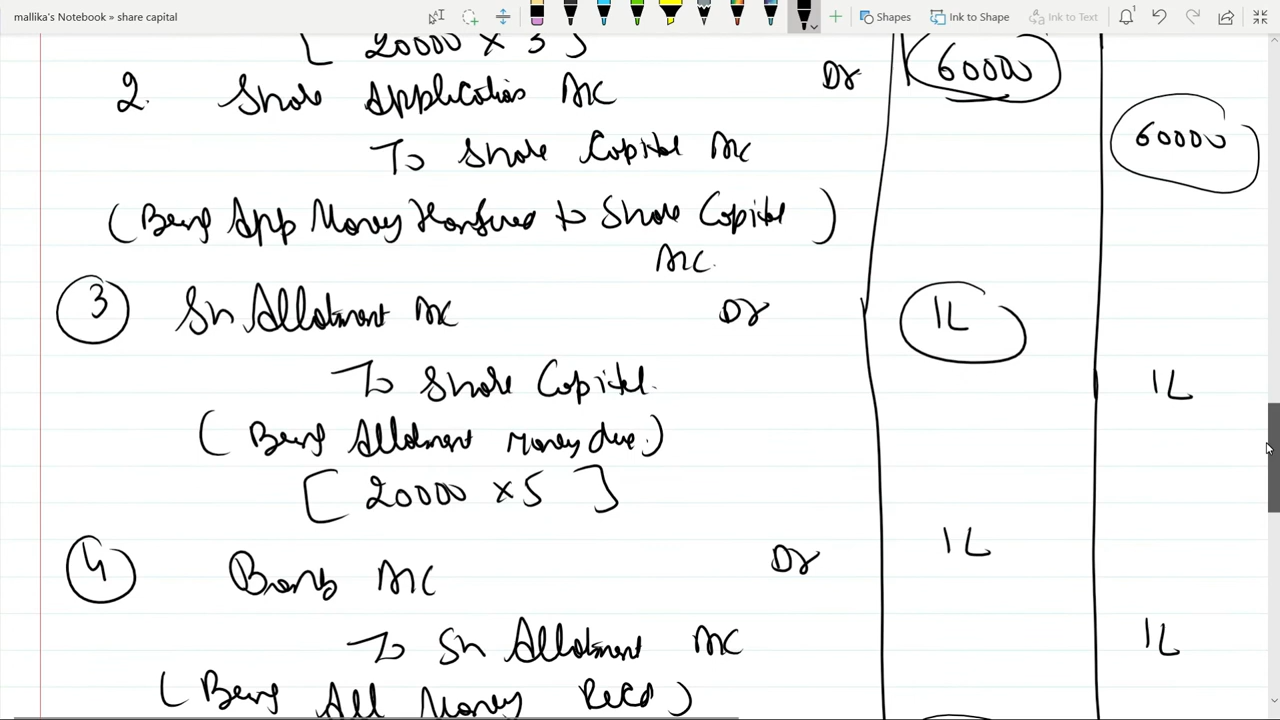 mallika's Notebook » share capital
Shapes Ink to Shape Ink to Text
[ 20000 × 3 ]
2. Share Application A/C Dr 60000
To Share Capital A/C 60000
(Being App Money transfered to Share Capital A/C.)
3 Sh Allotment A/C Dr 1L
To Share Capital. 1L
(Being Allotment Money due.)
[ 20000 × 5 ]
4 Bank A/C Dr 1L
To Sh Allotment A/C 1L
(Being All Money Recd)